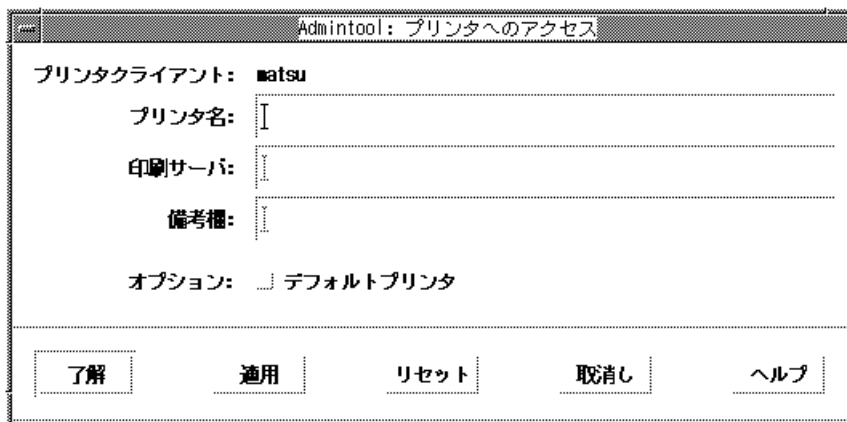 Admintool: プリンタへのアクセス
プリンタクライアント: matsu
プリンタ名:
印刷サーバ:
備考欄:
オプション: デフォルトプリンタ
了解 適用 リセット 取消し ヘルプ